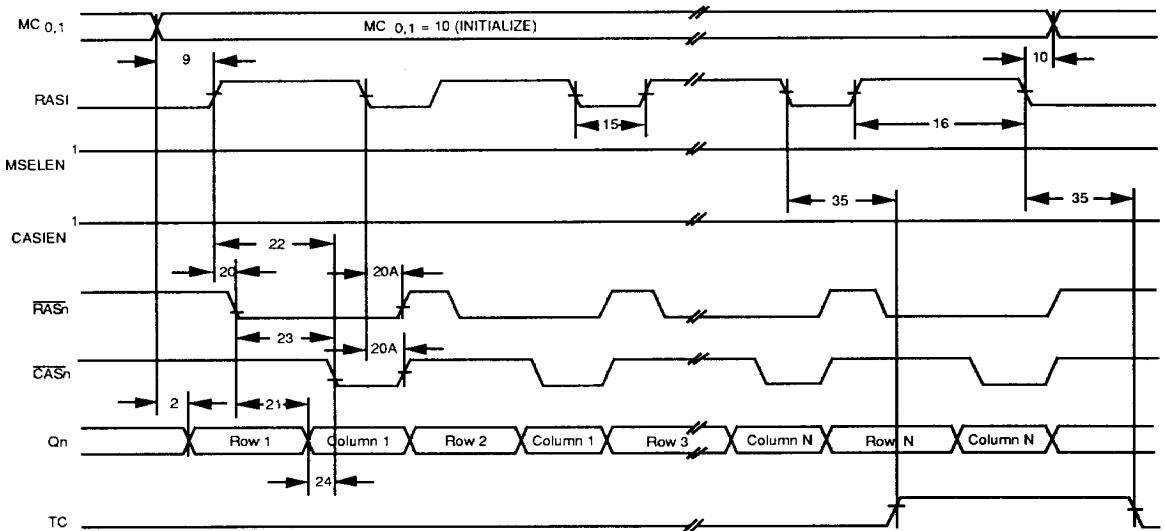 MC 0,1
MC 0,1 = 10 (INITIALIZE)
9
10
RASI
15
16
1
MSELEN
35
35
1
CASIEN
22
20
20A
RASn
23
20A
CASn
2
21
Qn
Row 1
Column 1
Row 2
Column 1
Row 3
Column N
Row N
Column N
24
TC